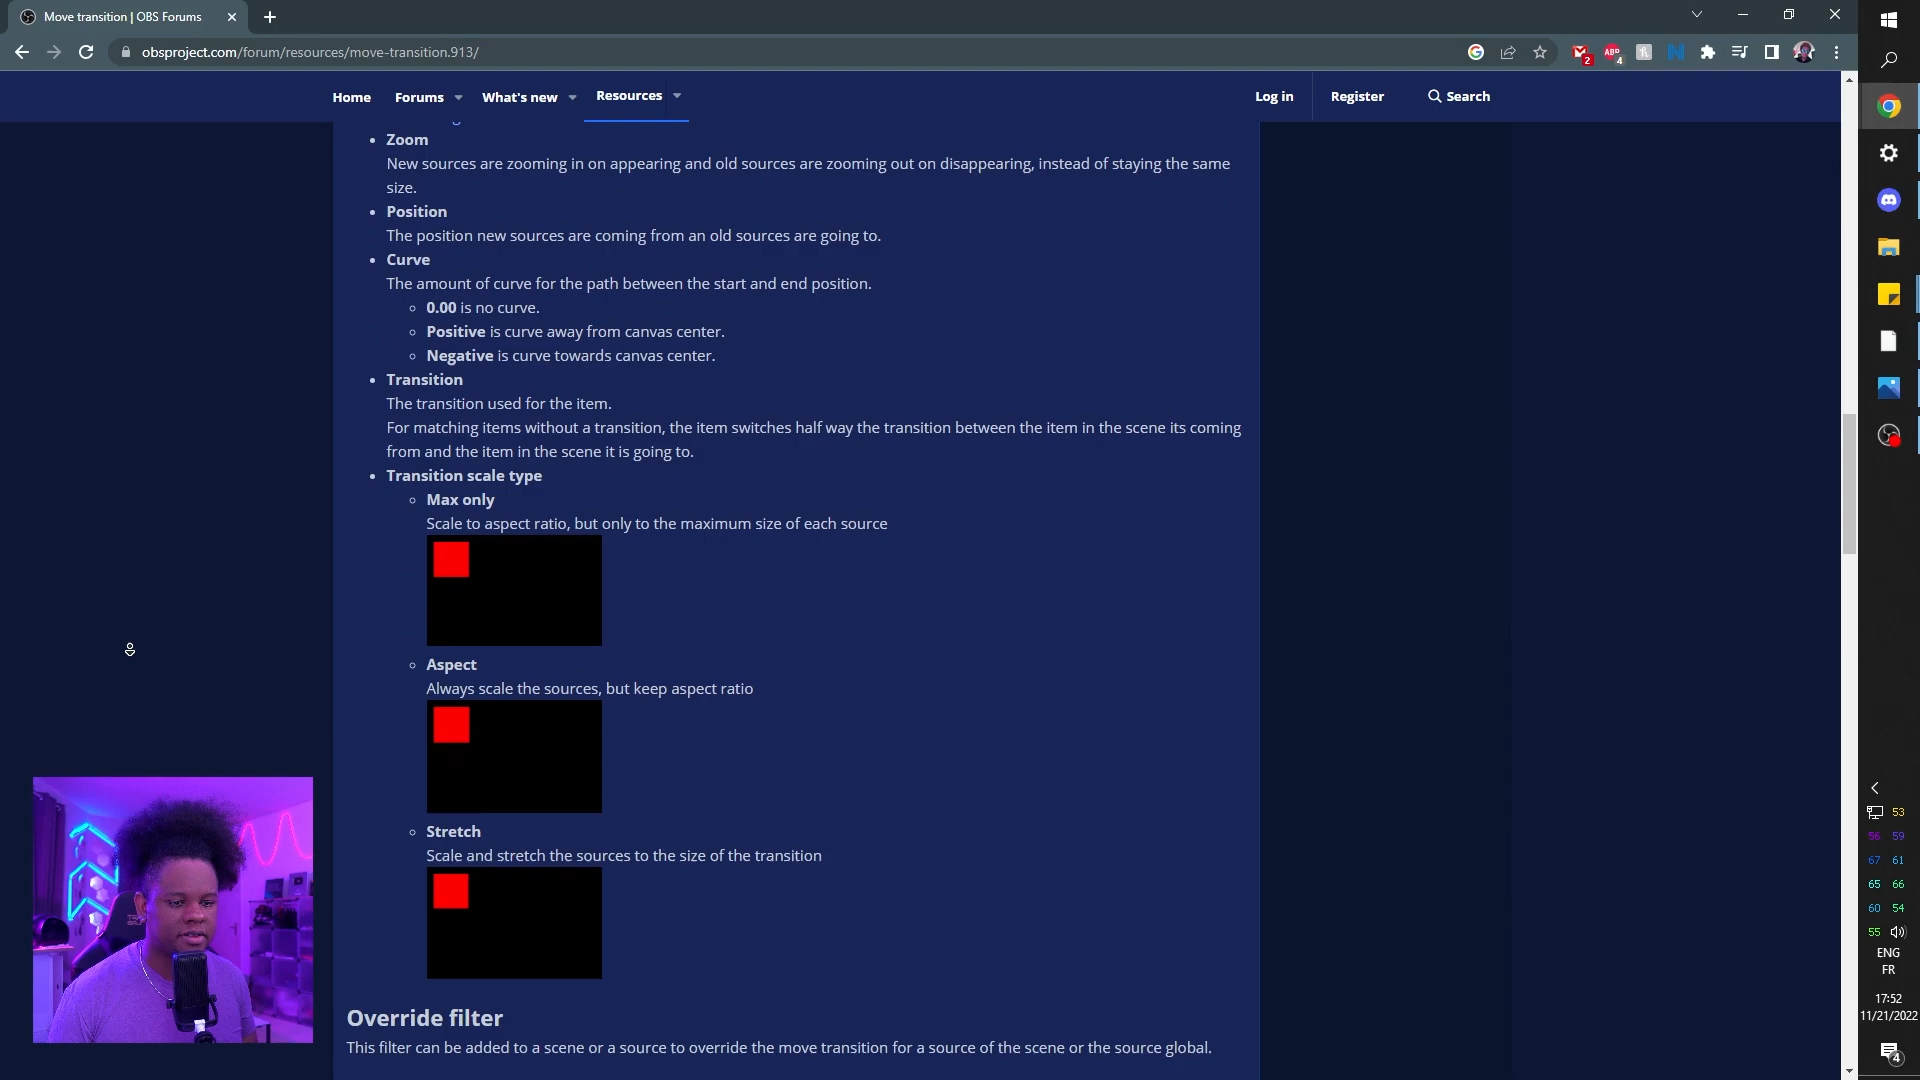 Move transition | OBS Forums
obsproject.com/forum/resources/move-transition.913/
2
ABP
4
Home
Forums
What's new
Resources
Log in
Register
Search
Zoom
New sources are zooming in on appearing and old sources are zooming out on disappearing, instead of staying the same
size.
Position
The position new sources are coming from an old sources are going to.
Curve
The amount of curve for the path between the start and end position.
0.00 is no curve.
Positive is curve away from canvas center.
Negative is curve towards canvas center.
Transition
The transition used for the item.
For matching items without a transition, the item switches half way the transition between the item in the scene its coming
from and the item in the scene it is going to.
Transition scale type
Max only
Scale to aspect ratio, but only to the maximum size of each source
Aspect
Always scale the sources, but keep aspect ratio
Stretch
Scale and stretch the sources to the size of the transition
Override filter
This filter can be added to a scene or a source to override the move transition for a source of the scene or the source global.
53
56 59
67 61
65 66
60 54
55
ENG
FR
17:52
11/21/2022
4